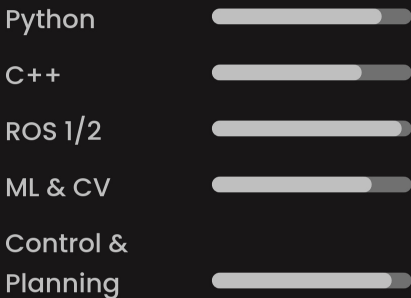 Python
C++
ROS 1/2
ML & CV
Control &
Planning